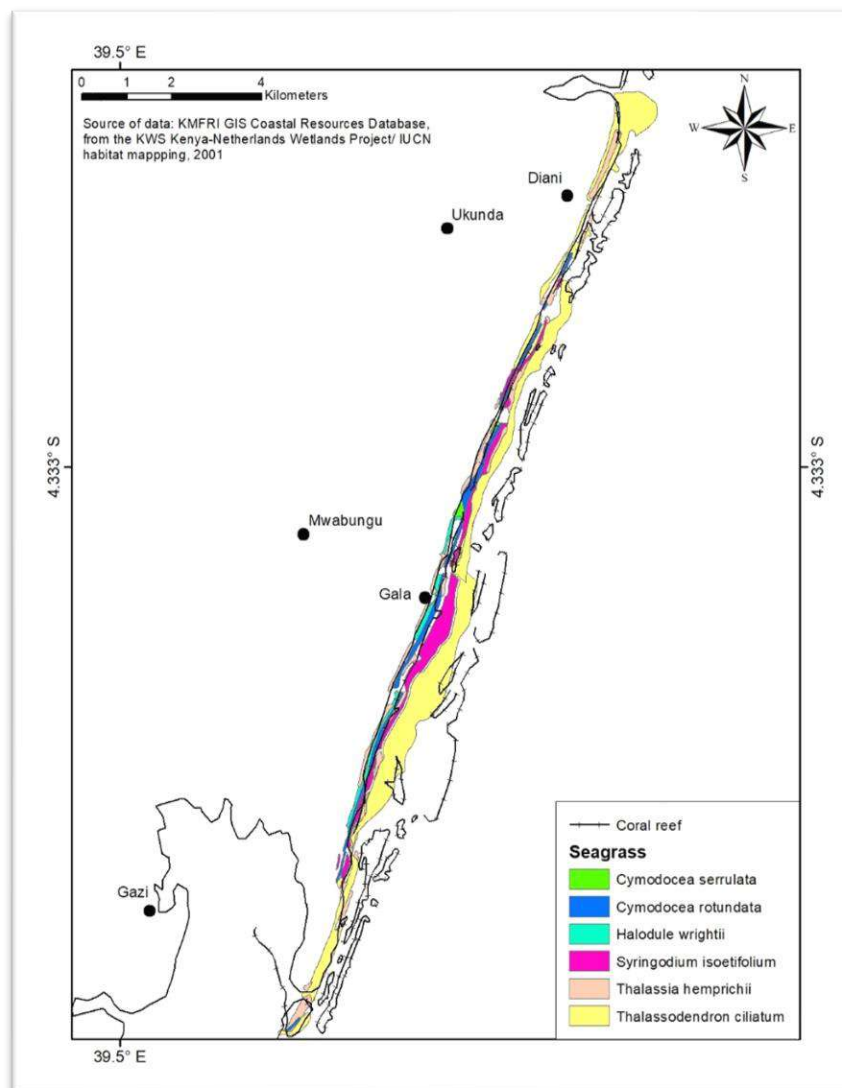 39.5° E
0 1 2 4
Kilometers
Source of data: KMFRI GIS Coastal Resources Database,
from the KWS Kenya-Netherlands Wetlands Project/ IUCN
habitat mappping, 2001
N
W E
S
Diani
Ukunda
4.333° S
4.333° S
Mwabungu
Gala
Gazi
Coral reef
Seagrass
Cymodocea serrulata
Cymodocea rotundata
Halodule wrightii
Syringodium isoetifolium
Thalassia hemprichii
Thalassodendron ciliatum
39.5° E